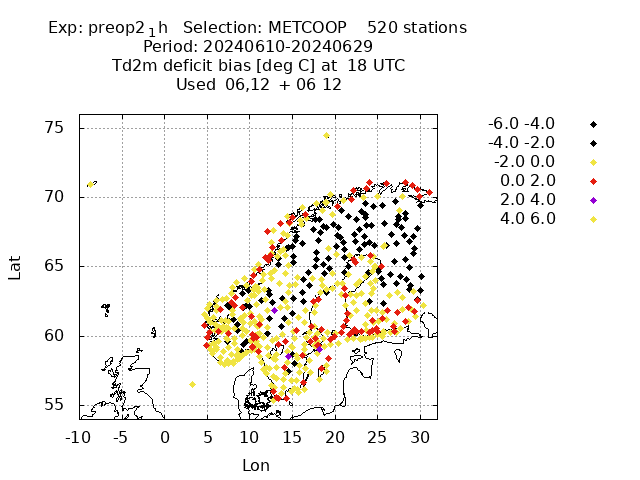 Exp: preop2₁h   Selection: METCOOP    520 stations
Period: 20240610-20240629
Td2m deficit bias [deg C] at  18 UTC
Used  06,12  + 06 12
-6.0 -4.0
-4.0 -2.0
-2.0 0.0
0.0 2.0
2.0 4.0
4.0 6.0
Lat
75
70
65
60
55
-10 -5 0 5 10 15 20 25 30
Lon